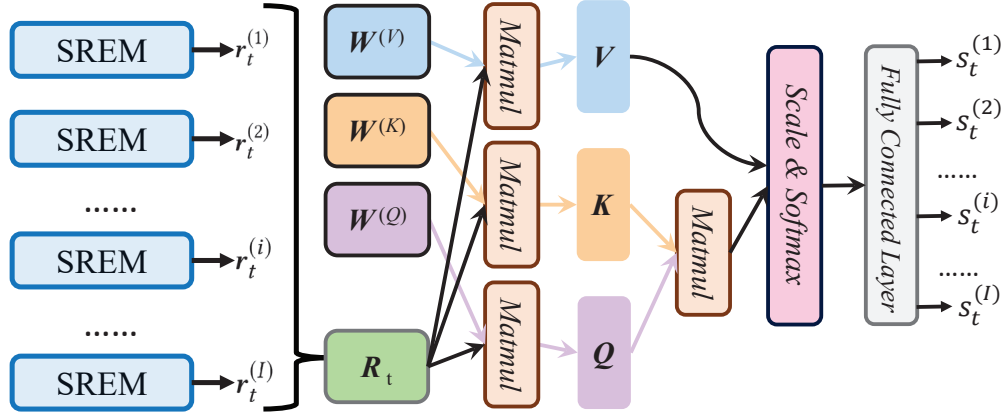 SREM
r_t^{(1)}
SREM
r_t^{(2)}
......
SREM
r_t^{(i)}
......
SREM
r_t^{(I)}
W^{(V)}
W^{(K)}
W^{(Q)}
R_t
Matmul
Matmul
Matmul
V
K
Q
Matmul
Scale & Softmax
Fully Connected Layer
s_t^{(1)}
s_t^{(2)}
......
s_t^{(i)}
......
s_t^{(I)}